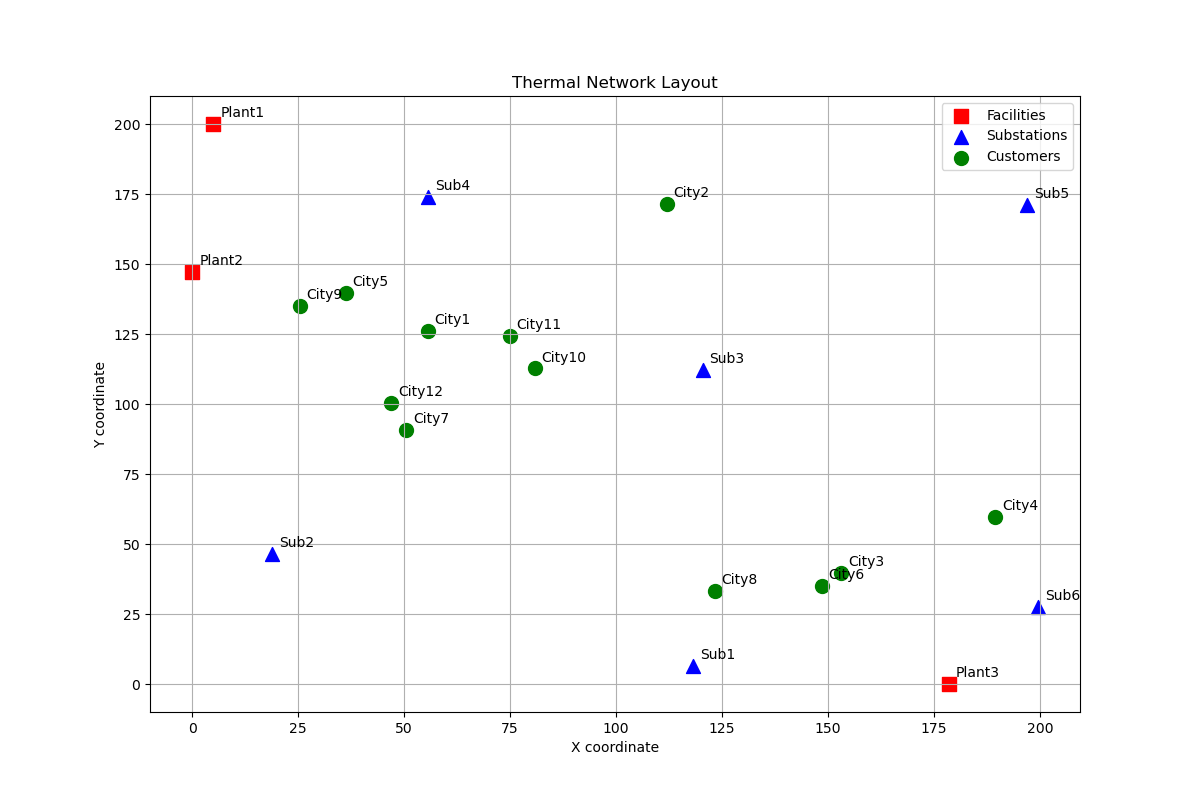 Thermal Network Layout
Plant1
Facilities
Substations
Customers
Sub4
City2
Sub5
Plant2
City5
City9
City1
City11
City10
Sub3
City12
City7
City4
Sub2
City3
City6
City8
Sub6
Sub1
Plant3
200
175
150
125
100
75
50
25
0
Y coordinate
0 25 50 75 100 125 150 175 200
X coordinate